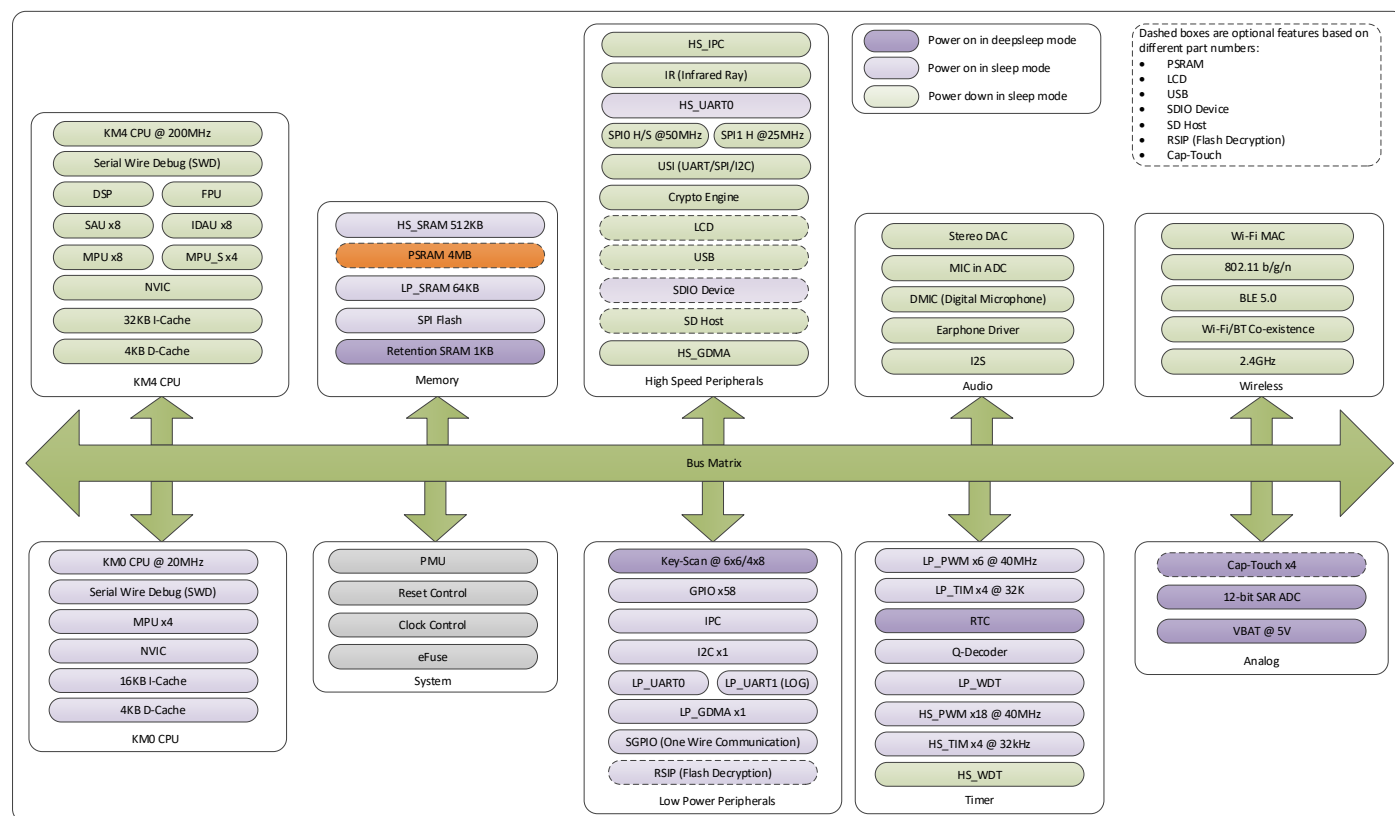 Power on in deepsleep mode
Power on in sleep mode
Power down in sleep mode
Dashed boxes are optional features based on
different part numbers:
• PSRAM
• LCD
• USB
• SDIO Device
• SD Host
• RSIP (Flash Decryption)
• Cap-Touch
KM4 CPU @ 200MHz
Serial Wire Debug (SWD)
DSP FPU
SAU x8 IDAU x8
MPU x8 MPU_S x4
NVIC
32KB I-Cache
4KB D-Cache
KM4 CPU
HS_SRAM 512KB
PSRAM 4MB
LP_SRAM 64KB
SPI Flash
Retention SRAM 1KB
Memory
HS_IPC
IR (Infrared Ray)
HS_UART0
SPI0 H/S @50MHz SPI1 H @25MHz
USI (UART/SPI/I2C)
Crypto Engine
LCD
USB
SDIO Device
SD Host
HS_GDMA
High Speed Peripherals
Stereo DAC
MIC in ADC
DMIC (Digital Microphone)
Earphone Driver
I2S
Audio
Wi-Fi MAC
802.11 b/g/n
BLE 5.0
Wi-Fi/BT Co-existence
2.4GHz
Wireless
Bus Matrix
KM0 CPU @ 20MHz
Serial Wire Debug (SWD)
MPU x4
NVIC
16KB I-Cache
4KB D-Cache
KM0 CPU
PMU
Reset Control
Clock Control
eFuse
System
Key-Scan @ 6x6/4x8
GPIO x58
IPC
I2C x1
LP_UART0 LP_UART1 (LOG)
LP_GDMA x1
SGPIO (One Wire Communication)
RSIP (Flash Decryption)
Low Power Peripherals
LP_PWM x6 @ 40MHz
LP_TIM x4 @ 32K
RTC
Q-Decoder
LP_WDT
HS_PWM x18 @ 40MHz
HS_TIM x4 @ 32kHz
HS_WDT
Timer
Cap-Touch x4
12-bit SAR ADC
VBAT @ 5V
Analog